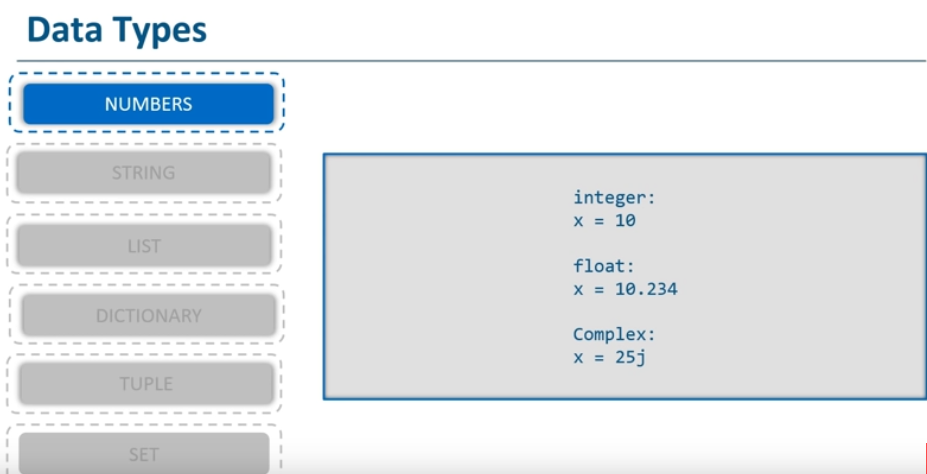 Data Types
NUMBERS
STRING
LIST
DICTIONARY
TUPLE
SET
integer:
x = 10
float:
x = 10.234
Complex:
x = 25j